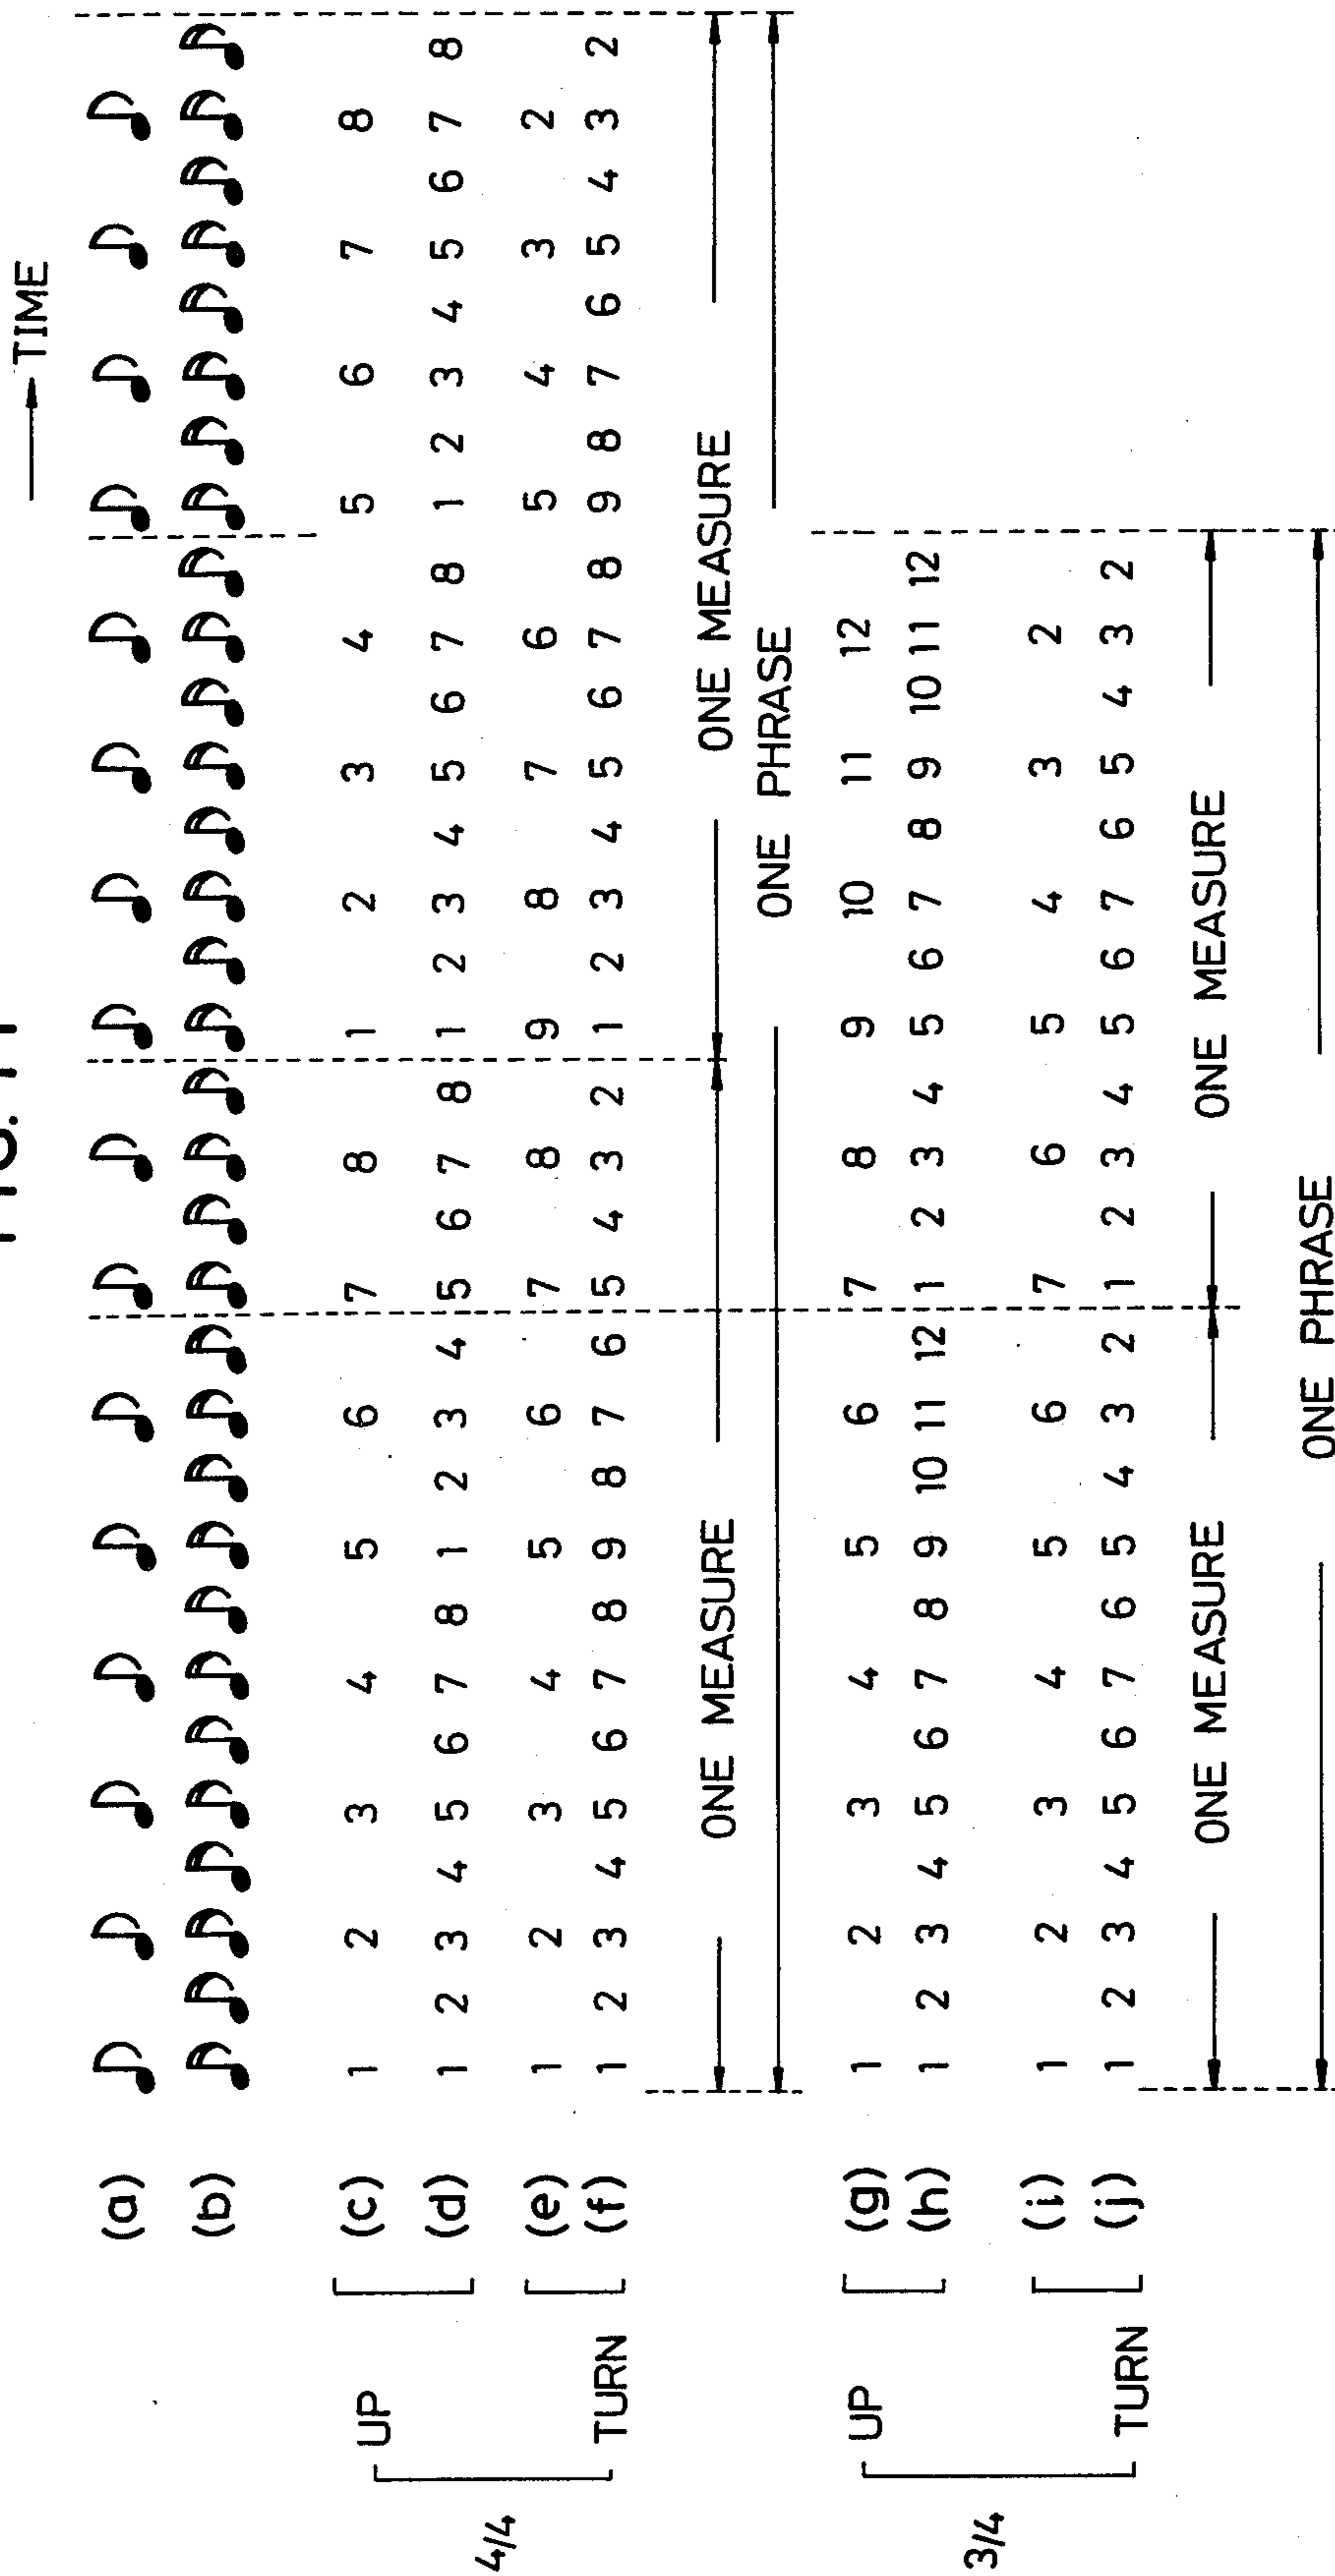 TIME
(a)
(b)
UP (c) 1 2 3 4 5 6 7 8 1 2 3 4 5 6 7 8
(d) 1 2 3 4 5 6 7 8 1 2 3 4 5 6 7 8 1 2 3 4 5 6 7 8 1 2 3 4 5 6 7 8
4/4
(e) 1 2 3 4 5 6 7 8 9 8 7 6 5 4 3 2
TURN (f) 1 2 3 4 5 6 7 8 9 8 7 6 5 4 3 2 1 2 3 4 5 6 7 8 9 8 7 6 5 4 3 2
ONE MEASURE ONE MEASURE
ONE PHRASE
UP (g) 1 2 3 4 5 6 7 8 9 10 11 12
(h) 1 2 3 4 5 6 7 8 9 10 11 12 1 2 3 4 5 6 7 8 9 10 11 12
3/4
(i) 1 2 3 4 5 6 7 6 5 4 3 2
TURN (j) 1 2 3 4 5 6 7 6 5 4 3 2 1 2 3 4 5 6 7 6 5 4 3 2
ONE MEASURE ONE MEASURE
ONE PHRASE